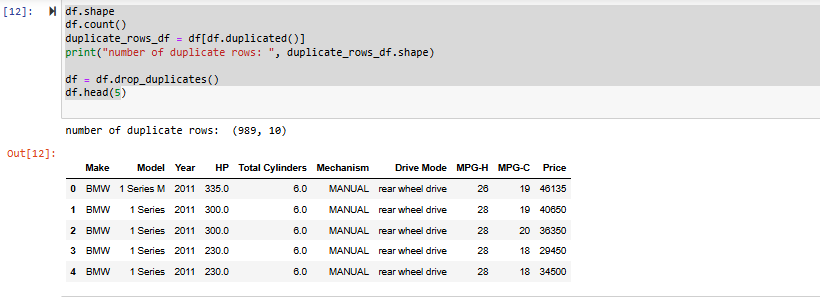 [12]: df.shape
df.count()
duplicate_rows_df = df[df.duplicated()]
print("number of duplicate rows: ", duplicate_rows_df.shape)
df = df.drop_duplicates()
df.head(5)
number of duplicate rows:  (989, 10)
Out[12]:
Make Model Year HP Total Cylinders Mechanism Drive Mode MPG-H MPG-C Price
0 BMW 1 Series M 2011 335.0 6.0 MANUAL rear wheel drive 26 19 46135
1 BMW 1 Series 2011 300.0 6.0 MANUAL rear wheel drive 28 19 40650
2 BMW 1 Series 2011 300.0 6.0 MANUAL rear wheel drive 28 20 36350
3 BMW 1 Series 2011 230.0 6.0 MANUAL rear wheel drive 28 18 29450
4 BMW 1 Series 2011 230.0 6.0 MANUAL rear wheel drive 28 18 34500